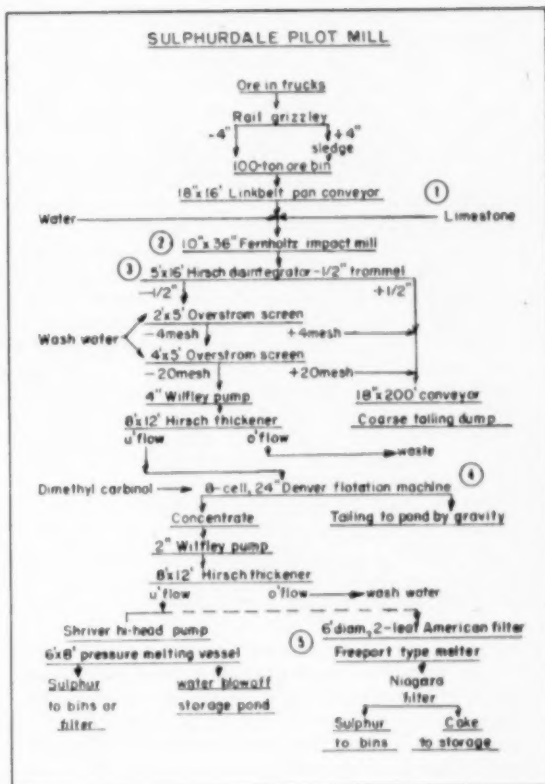 SULPHURDALE PILOT MILL
Ore in trucks
Rail grizzley
-4" +4"
sledge
100-ton ore bin
18"x16' Linkbelt pan conveyor ①
Water Limestone
② 10"x36" Fernholtz impact mill
③ 5'x16' Hirsch disintegrator-1/2" trommel
-1/2" +1/2"
2'x5' Overstrom screen
Wash water -4mesh +4mesh
4'x5' Overstrom screen
-20mesh +20mesh
4" Wilfley pump 18"x200' conveyor
8'x12' Hirsch thickener Coarse tailing dump
u'flow o'flow
waste
④
Dimethyl carbinol 8-cell, 24" Denver flotation machine
Concentrate Tailing to pond by gravity
2" Wilfley pump
8'x12' Hirsch thickener
u'flow o'flow wash water
Shriver hi-head pump ⑤ 6'diam, 2-leaf American filter
6'x8' pressure melting vessel Freeport type melter
Sulphur water blowoff Niagara
to bins or storage pond filter
filter Sulphur Cake
to bins to storage